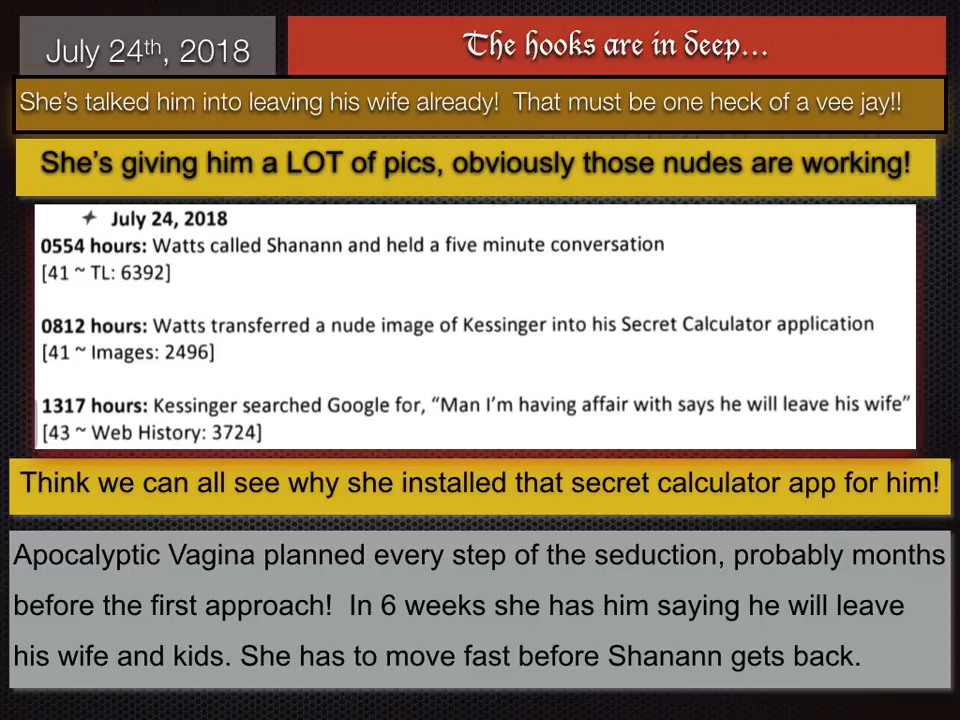 July 24th, 2018
The hooks are in deep...
She's talked him into leaving his wife already!  That must be one heck of a vee jay!!
She's giving him a LOT of pics, obviously those nudes are working!
July 24, 2018
0554 hours: Watts called Shanann and held a five minute conversation
[41 ~ TL: 6392]
0812 hours: Watts transferred a nude image of Kessinger into his Secret Calculator application
[41 ~ Images: 2496]
1317 hours: Kessinger searched Google for, “Man I’m having affair with says he will leave his wife”
[43 ~ Web History: 3724]
Think we can all see why she installed that secret calculator app for him!
Apocalyptic Vagina planned every step of the seduction, probably months
before the first approach!  In 6 weeks she has him saying he will leave
his wife and kids. She has to move fast before Shanann gets back.